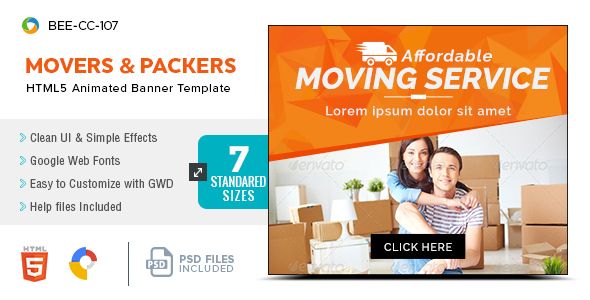 BEE-CC-107
MOVERS & PACKERS
HTML5 Animated Banner Template
Clean UI & Simple Effects
Google Web Fonts
Easy to Customize with GWD
Help files Included
7
STANDARED
SIZES
HTML
5
PSD
PSD FILES
INCLUDED
Affordable
MOVING SERVICE
Lorem ipsum dolor sit amet
envato
envato
CLICK HERE